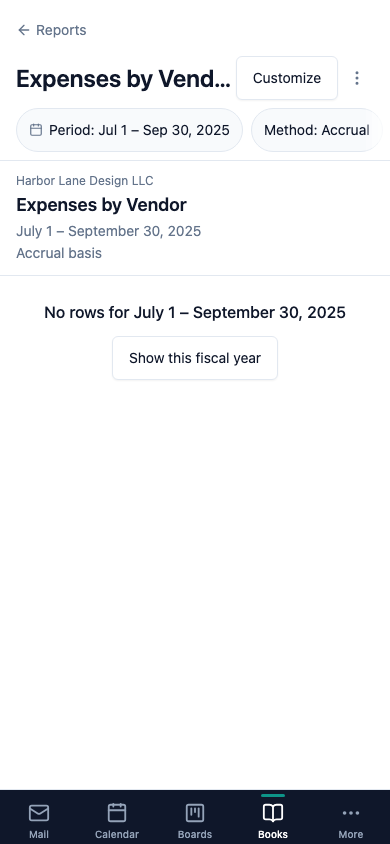 Reports
Expenses by Vend...
Customize
Period: Jul 1 – Sep 30, 2025
Method: Accrual
Harbor Lane Design LLC
Expenses by Vendor
July 1 – September 30, 2025
Accrual basis
No rows for July 1 – September 30, 2025
Show this fiscal year
Mail
Calendar
Boards
Books
More